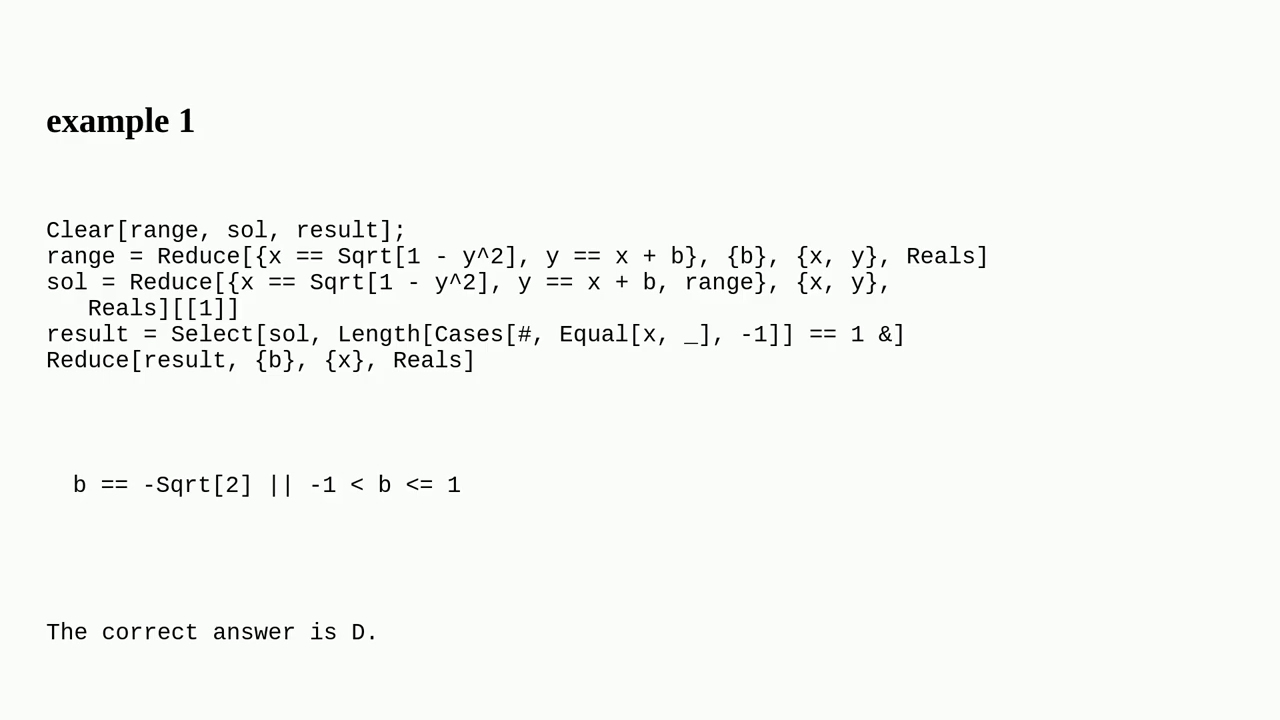 example 1
Clear[range, sol, result];
range = Reduce[{x == Sqrt[1 - y^2], y == x + b}, {b}, {x, y}, Reals]
sol = Reduce[{x == Sqrt[1 - y^2], y == x + b, range}, {x, y},
Reals][[1]]
result = Select[sol, Length[Cases[#, Equal[x, _], -1]] == 1 &]
Reduce[result, {b}, {x}, Reals]
b == -Sqrt[2] || -1 < b <= 1
The correct answer is D.